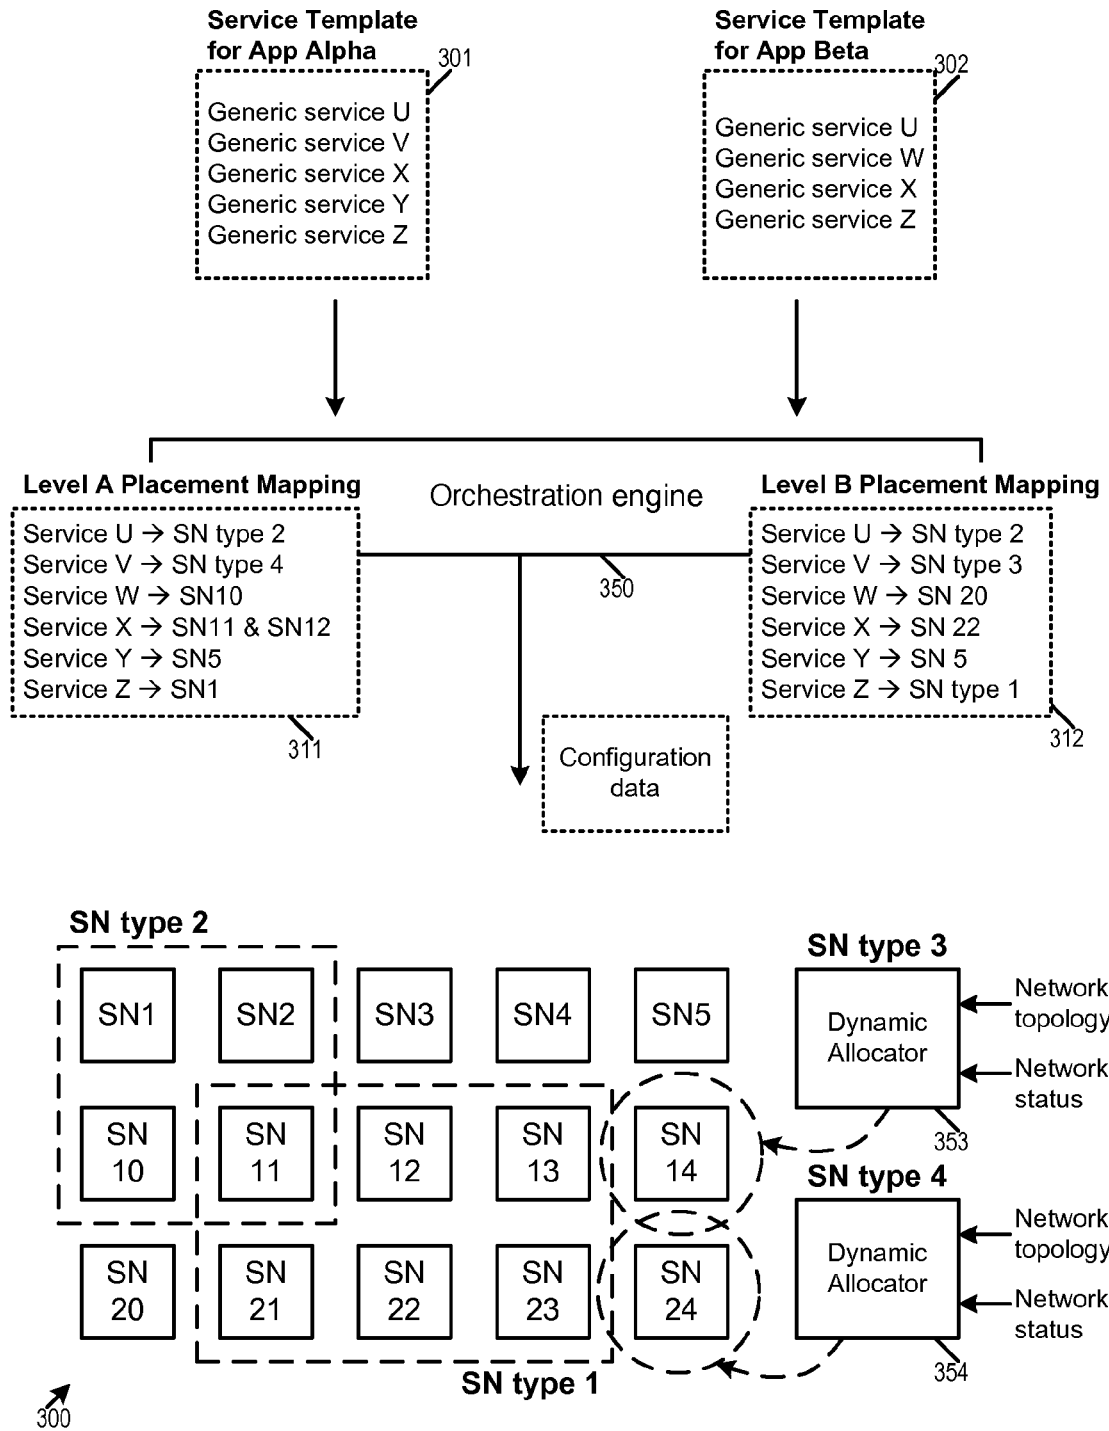 Service Template
for App Alpha
301
Generic service U
Generic service V
Generic service X
Generic service Y
Generic service Z
Service Template
for App Beta
302
Generic service U
Generic service W
Generic service X
Generic service Z
Level A Placement Mapping
Service U → SN type 2
Service V → SN type 4
Service W → SN10
Service X → SN11 & SN12
Service Y → SN5
Service Z → SN1
311
Orchestration engine
350
Level B Placement Mapping
Service U → SN type 2
Service V → SN type 3
Service W → SN 20
Service X → SN 22
Service Y → SN 5
Service Z → SN type 1
312
Configuration
data
SN type 2
SN1
SN2
SN3
SN4
SN5
SN
10
SN
11
SN
12
SN
13
SN
14
SN
20
SN
21
SN
22
SN
23
SN
24
SN type 1
SN type 3
Dynamic
Allocator
Network
topology
Network
status
353
SN type 4
Dynamic
Allocator
Network
topology
Network
status
354
300